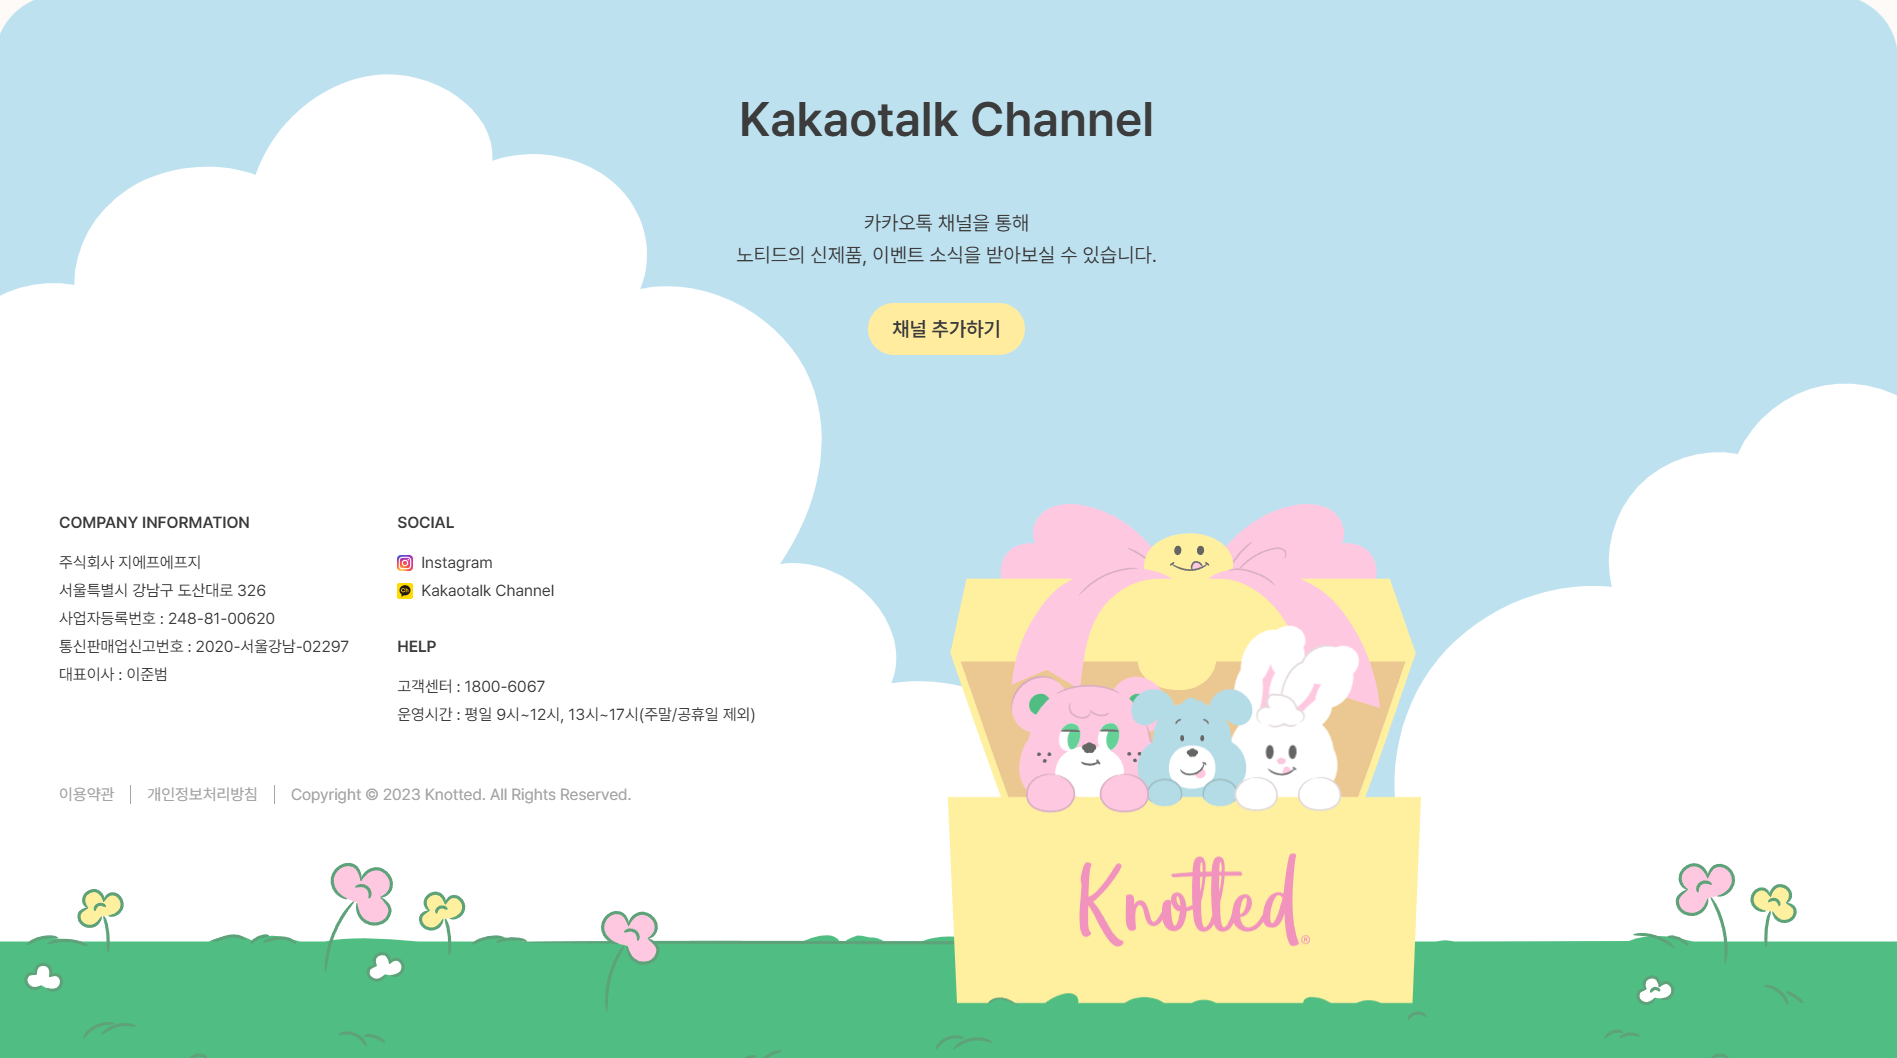 Kakaotalk Channel
카카오톡 채널을 통해
노티드의 신제품, 이벤트 소식을 받아보실 수 있습니다.
채널 추가하기
COMPANY INFORMATION
주식회사 지에프에프지
서울특별시 강남구 도산대로 326
사업자등록번호 : 248-81-00620
통신판매업신고번호 : 2020-서울강남-02297
대표이사 : 이준범
SOCIAL
Instagram
Kakaotalk Channel
HELP
고객센터 : 1800-6067
운영시간 : 평일 9시~12시, 13시~17시(주말/공휴일 제외)
이용약관 | 개인정보처리방침 | Copyright © 2023 Knotted. All Rights Reserved.
Knotted®